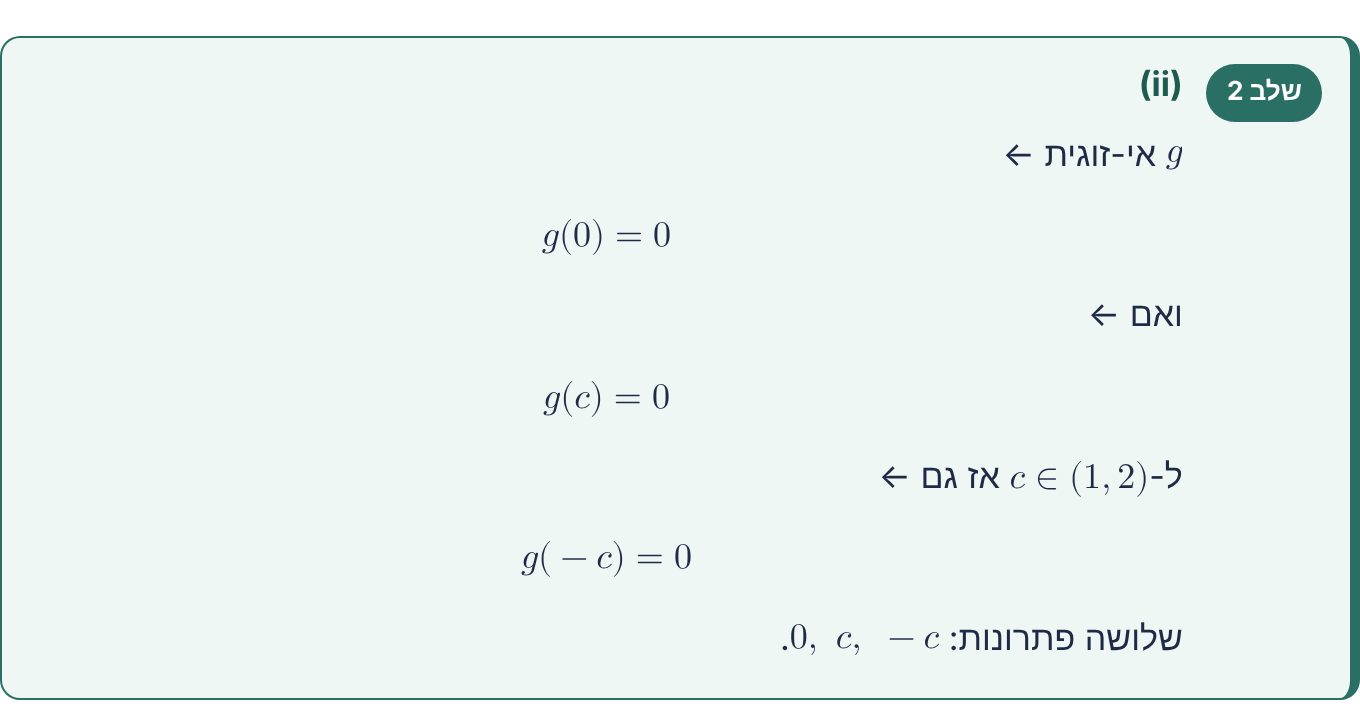 שלב 2 (ii)
g אי-זוגית ←
g(0) = 0
ואם ←
g(c) = 0
ל-c ∈ (1, 2) אז גם ←
g( − c) = 0
שלושה פתרונות: 0, c, − c.